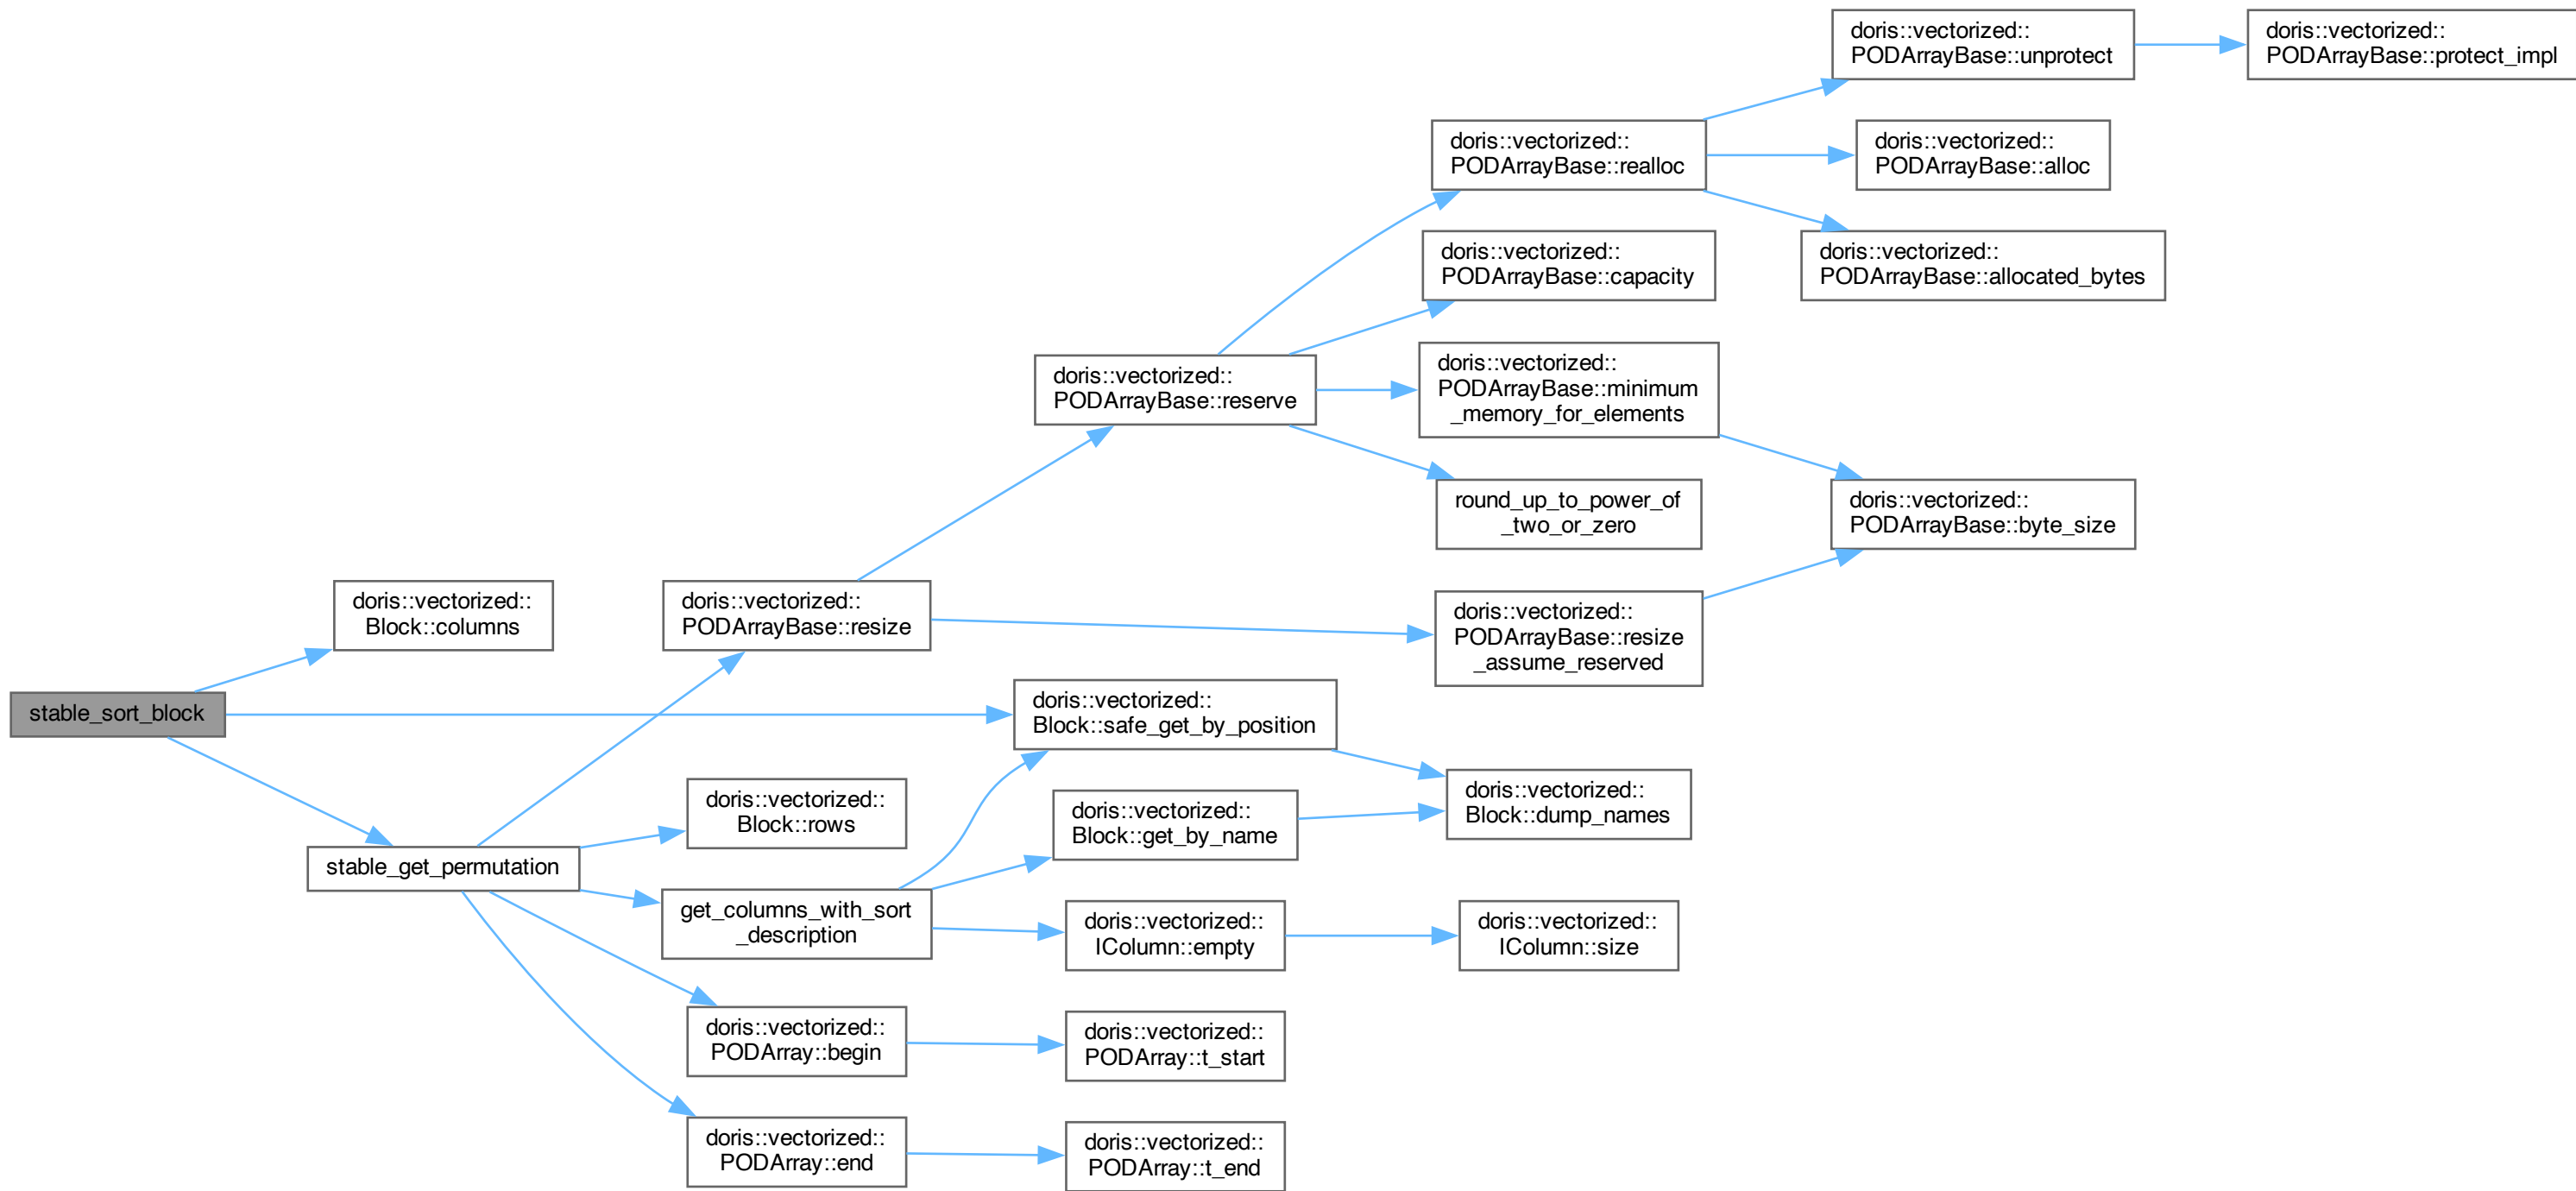 stable_sort_block
doris::vectorized::
Block::columns
stable_get_permutation
doris::vectorized::
PODArrayBase::resize
doris::vectorized::
Block::rows
get_columns_with_sort
_description
doris::vectorized::
PODArray::begin
doris::vectorized::
PODArray::end
doris::vectorized::
PODArrayBase::reserve
doris::vectorized::
Block::safe_get_by_position
doris::vectorized::
Block::get_by_name
doris::vectorized::
IColumn::empty
doris::vectorized::
PODArray::t_start
doris::vectorized::
PODArray::t_end
doris::vectorized::
PODArrayBase::realloc
doris::vectorized::
PODArrayBase::capacity
doris::vectorized::
PODArrayBase::minimum
_memory_for_elements
round_up_to_power_of
_two_or_zero
doris::vectorized::
PODArrayBase::resize
_assume_reserved
doris::vectorized::
Block::dump_names
doris::vectorized::
IColumn::size
doris::vectorized::
PODArrayBase::unprotect
doris::vectorized::
PODArrayBase::alloc
doris::vectorized::
PODArrayBase::allocated_bytes
doris::vectorized::
PODArrayBase::byte_size
doris::vectorized::
PODArrayBase::protect_impl